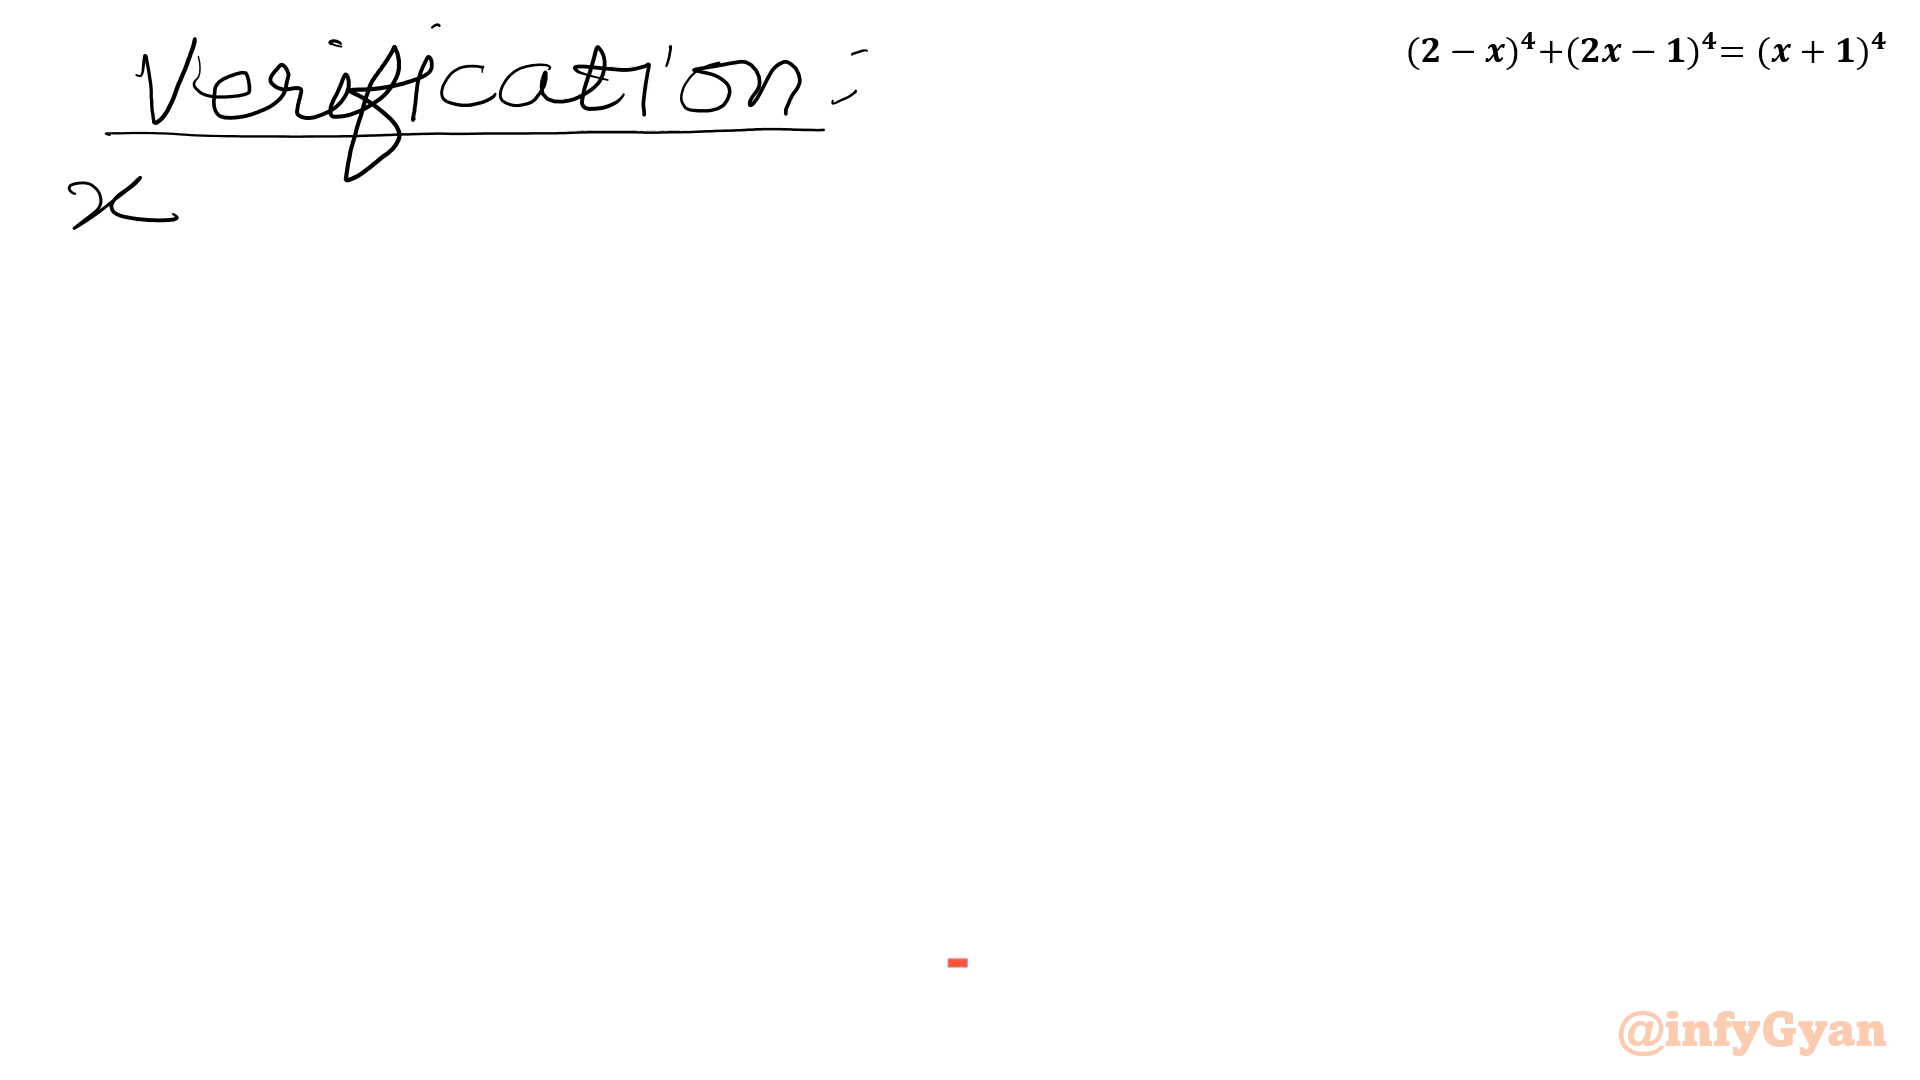 Verification :-
(2 − x)⁴+(2x − 1)⁴= (x + 1)⁴
x
@infyGyan